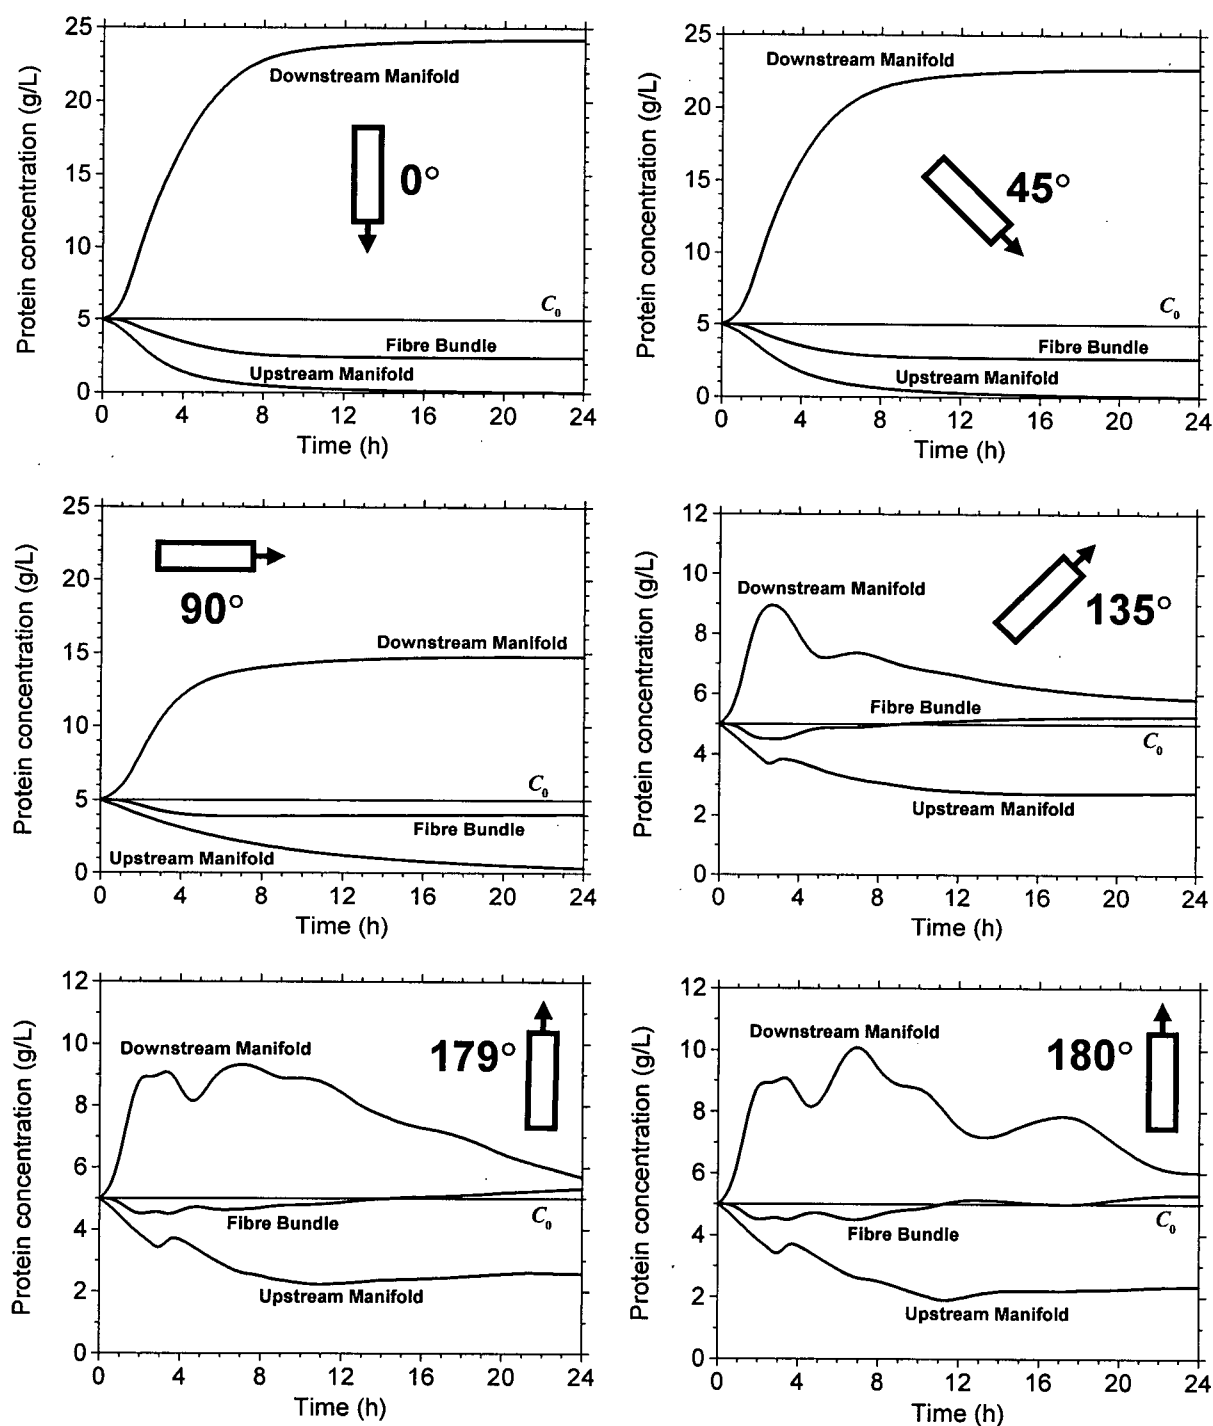 25
20
15
10
5
0
Protein concentration (g/L)
Downstream Manifold
0°
C₀
Fibre Bundle
Upstream Manifold
0 4 8 12 16 20 24
Time (h)
25
20
15
10
5
0
Protein concentration (g/L)
Downstream Manifold
45°
C₀
Fibre Bundle
Upstream Manifold
0 4 8 12 16 20 24
Time (h)
25
20
15
10
5
0
Protein concentration (g/L)
90°
Downstream Manifold
C₀
Fibre Bundle
Upstream Manifold
0 4 8 12 16 20 24
Time (h)
12
10
8
6
4
2
0
Protein concentration (g/L)
Downstream Manifold
135°
Fibre Bundle
C₀
Upstream Manifold
0 4 8 12 16 20 24
Time (h)
12
10
8
6
4
2
0
Protein concentration (g/L)
Downstream Manifold
179°
Fibre Bundle
C₀
Upstream Manifold
0 4 8 12 16 20 24
Time (h)
12
10
8
6
4
2
0
Protein concentration (g/L)
Downstream Manifold
180°
Fibre Bundle
C₀
Upstream Manifold
0 4 8 12 16 20 24
Time (h)